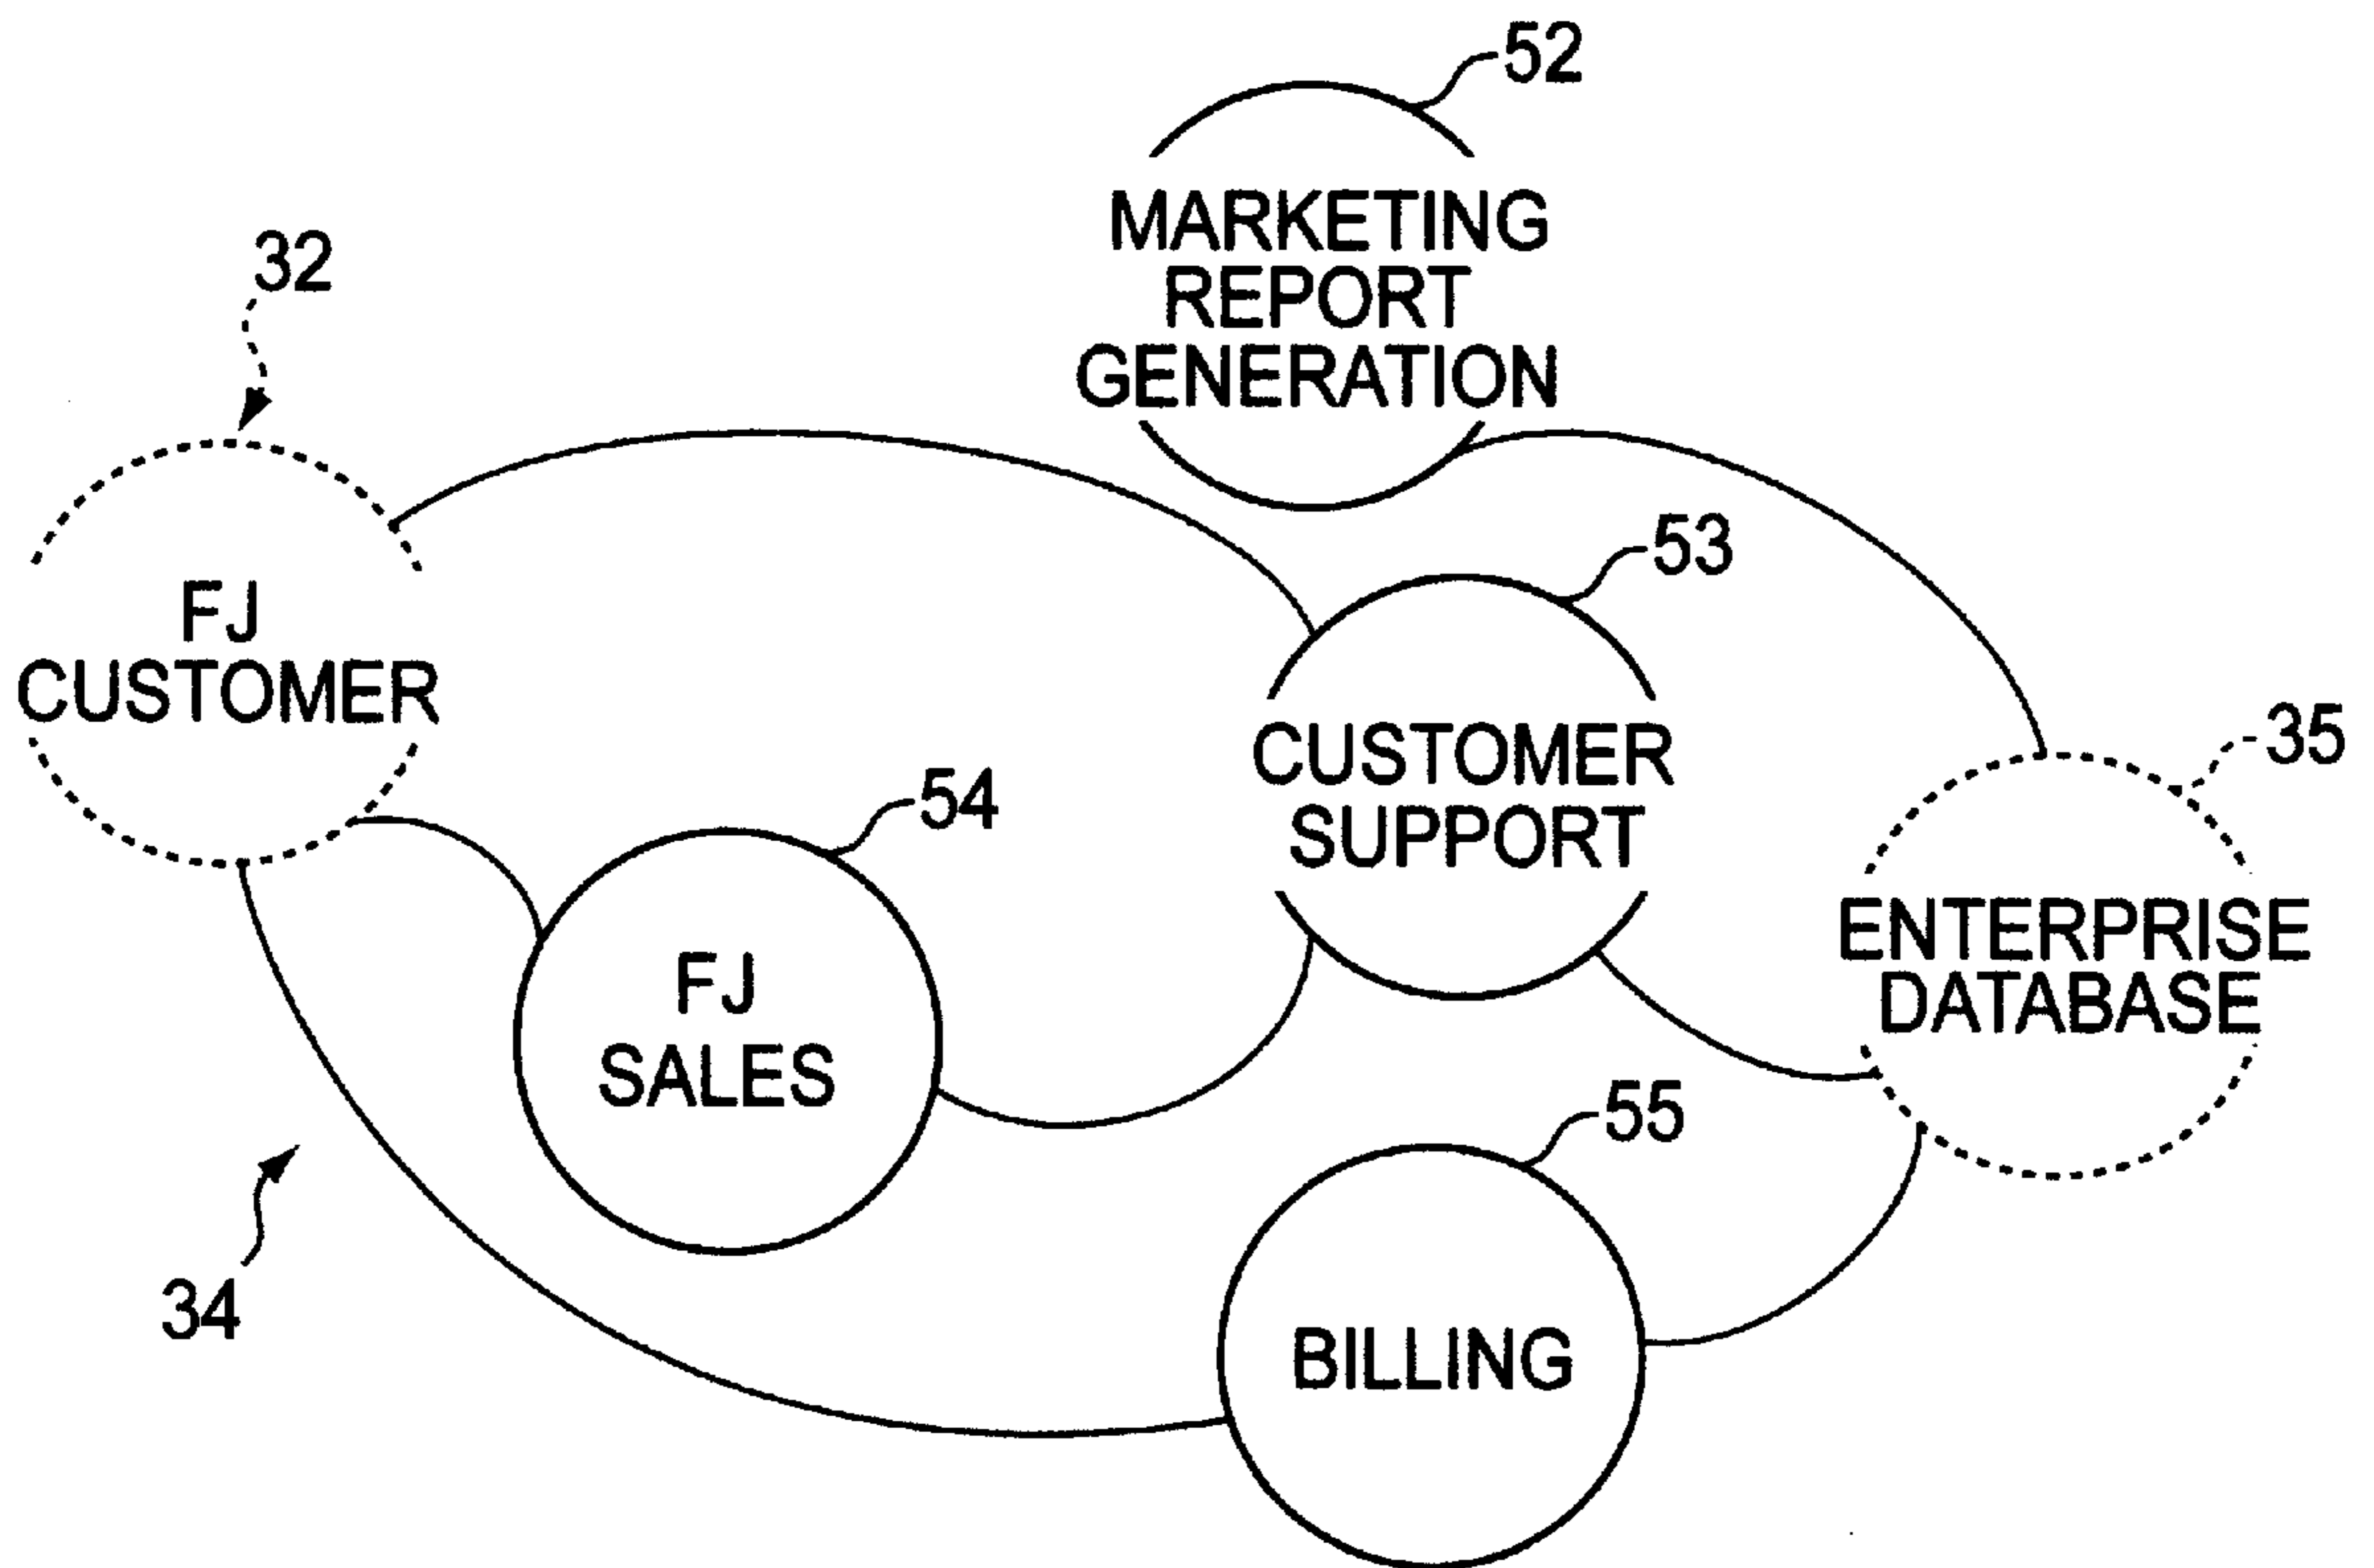 52
MARKETING
REPORT
GENERATION
32
FJ
CUSTOMER
53
CUSTOMER
SUPPORT
35
ENTERPRISE
DATABASE
54
FJ
SALES
55
BILLING
34